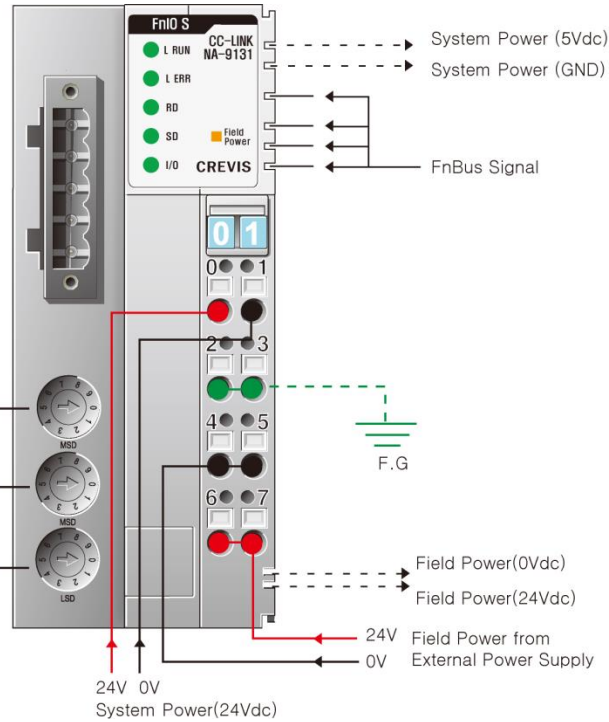 FnIO S
CC-LINK
NA-9131
L RUN
L ERR
RD
SD
I/O
Field
Power
CREVIS
System Power (5Vdc)
System Power (GND)
FnBus Signal
0 1
0 1
2 3
4 5
6 7
F.G
MSD
MSD
LSD
Field Power(0Vdc)
Field Power(24Vdc)
24V Field Power from
0V External Power Supply
24V 0V
System Power(24Vdc)